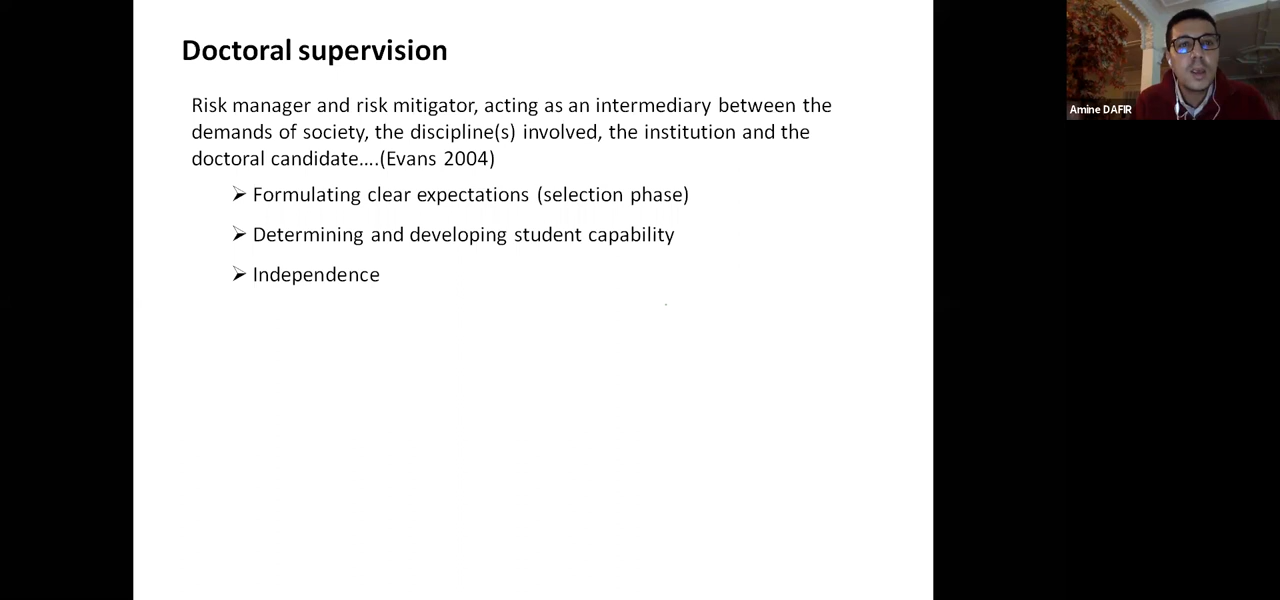 Doctoral supervision
Risk manager and risk mitigator, acting as an intermediary between the
demands of society, the discipline(s) involved, the institution and the
doctoral candidate....(Evans 2004)
➢ Formulating clear expectations (selection phase)
➢ Determining and developing student capability
➢ Independence
Amine DAFIR